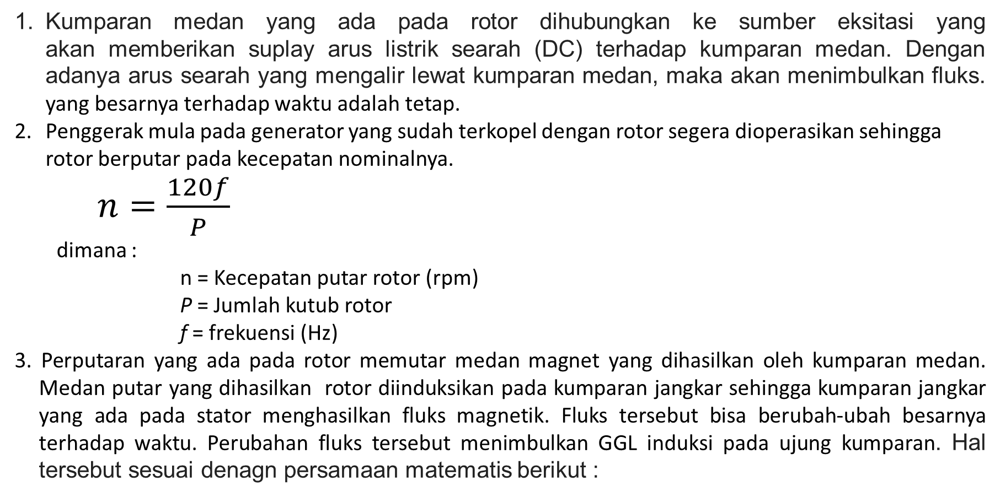 1. Kumparan medan yang ada pada rotor dihubungkan ke sumber eksitasi yang
akan memberikan suplay arus listrik searah (DC) terhadap kumparan medan. Dengan
adanya arus searah yang mengalir lewat kumparan medan, maka akan menimbulkan fluks.
yang besarnya terhadap waktu adalah tetap.
2. Penggerak mula pada generator yang sudah terkopel dengan rotor segera dioperasikan sehingga
rotor berputar pada kecepatan nominalnya.
n = 120f / P
dimana :
n = Kecepatan putar rotor (rpm)
P = Jumlah kutub rotor
f = frekuensi (Hz)
3. Perputaran yang ada pada rotor memutar medan magnet yang dihasilkan oleh kumparan medan.
Medan putar yang dihasilkan rotor diinduksikan pada kumparan jangkar sehingga kumparan jangkar
yang ada pada stator menghasilkan fluks magnetik. Fluks tersebut bisa berubah-ubah besarnya
terhadap waktu. Perubahan fluks tersebut menimbulkan GGL induksi pada ujung kumparan. Hal
tersebut sesuai denagn persamaan matematis berikut :